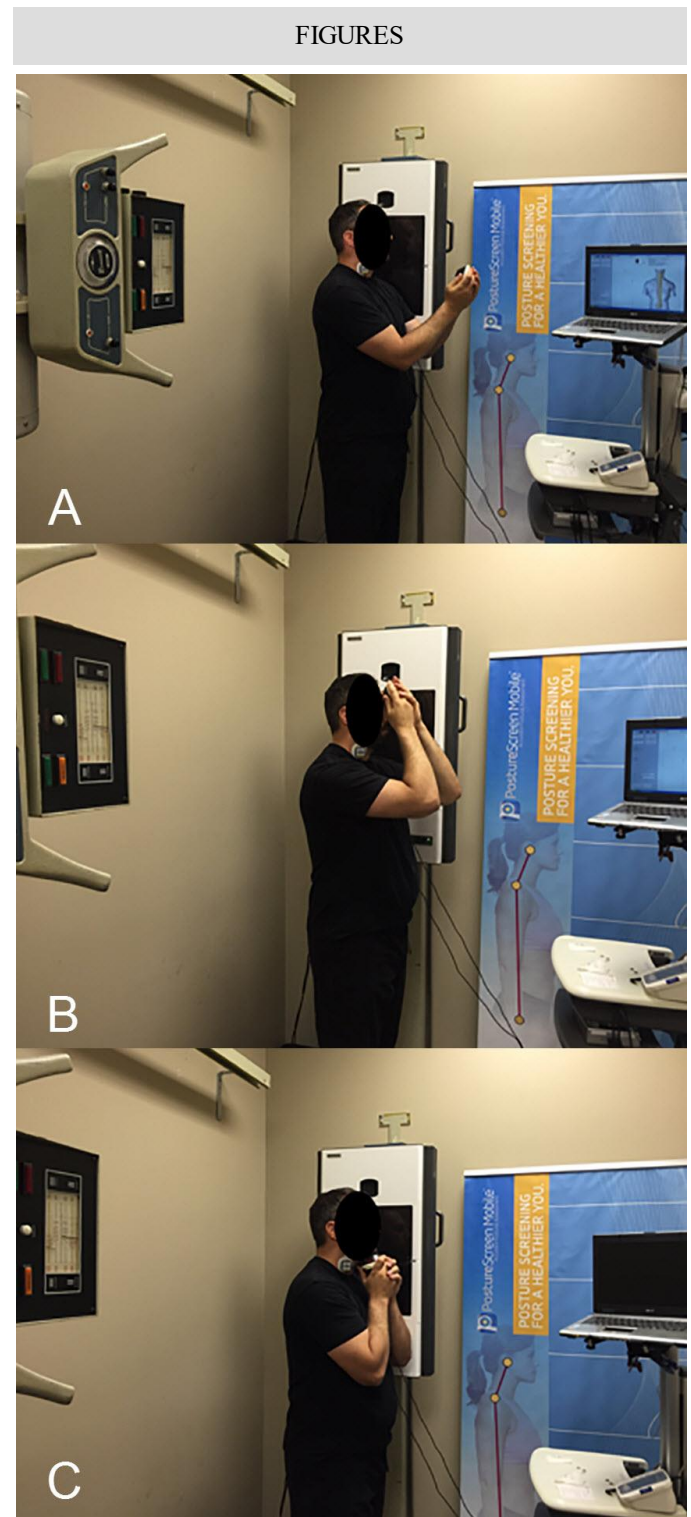 FIGURES
PostureScreen Mobile
POSTURE SCREENING
FOR A HEALTHIER YOU.
A
PostureScreen Mobile
POSTURE SCREENING
FOR A HEALTHIER YOU.
B
PostureScreen Mobile
POSTURE SCREENING
FOR A HEALTHIER YOU.
C